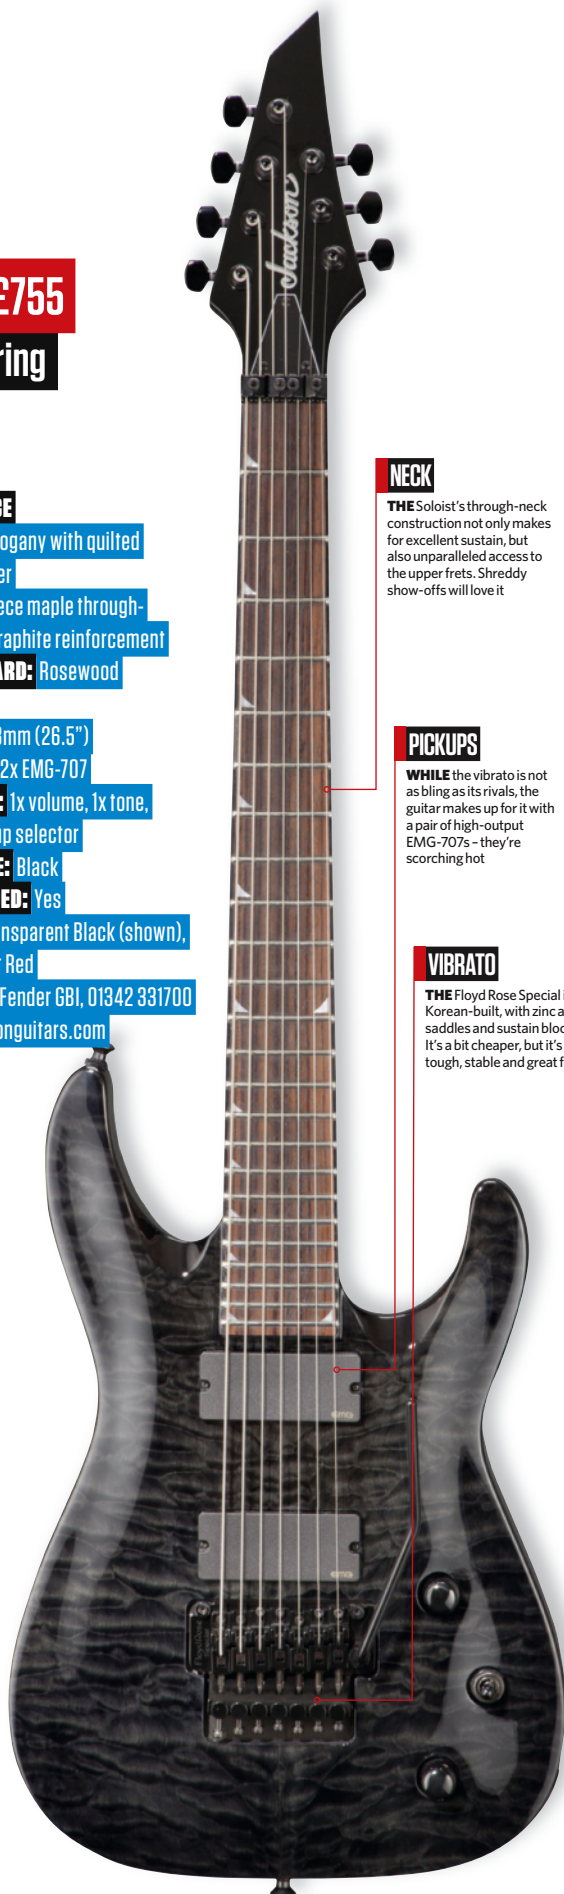 Jackson
£755
ring
GE
ogany with quilted
er
ece maple through-
raphite reinforcement
ARD: Rosewood
3mm (26.5”)
2x EMG-707
: 1x volume, 1x tone,
up selector
E: Black
ED: Yes
nsparent Black (shown),
t Red
Fender GBI, 01342 331700
onguitars.com
NECK
THE Soloist’s through-neck
construction not only makes
for excellent sustain, but
also unparalleled access to
the upper frets. Shreddy
show-offs will love it
PICKUPS
WHILE the vibrato is not
as bling as its rivals, the
guitar makes up for it with
a pair of high-output
EMG-707s – they’re
scorching hot
VIBRATO
THE Floyd Rose Special i
Korean-built, with zinc a
saddles and sustain bloc
It’s a bit cheaper, but it’s
tough, stable and great f
EMG
EMG